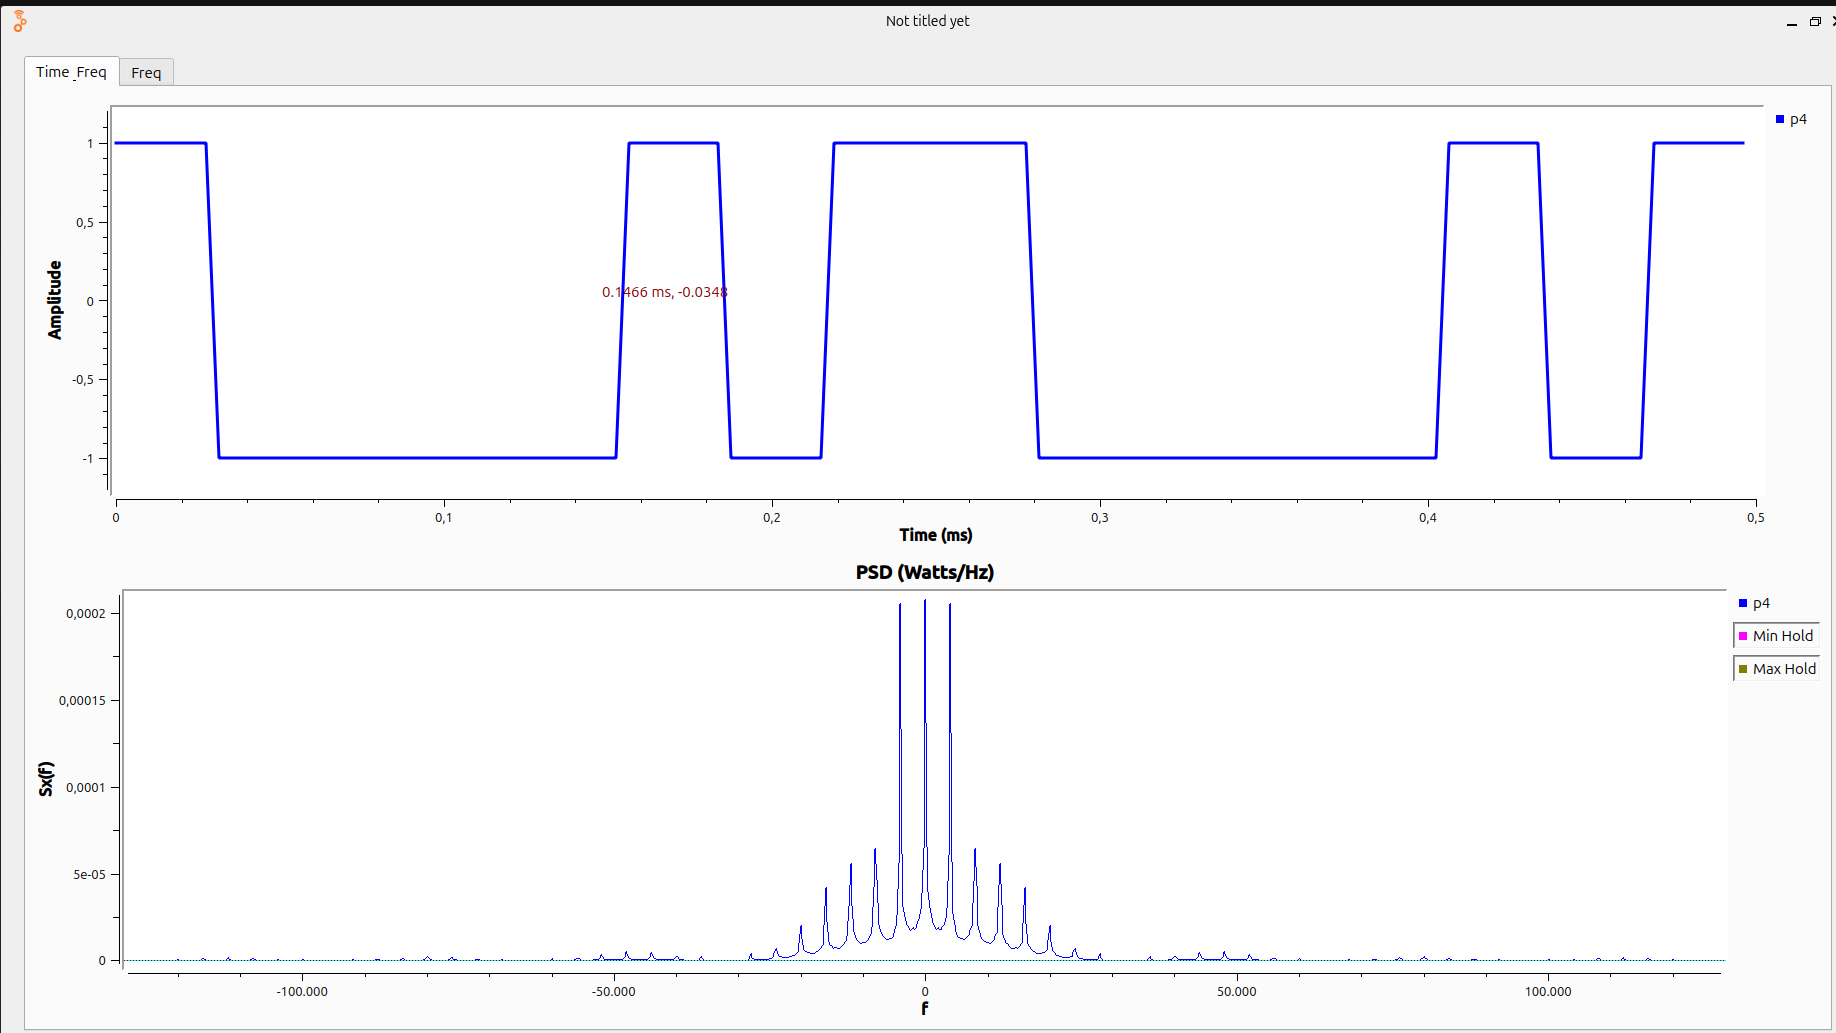 Not titled yet
Time_Freq Freq
p4
1
0,5
0
-0,5
-1
Amplitude
0.1466 ms, -0.0348
0 0,1 0,2 0,3 0,4 0,5
Time (ms)
PSD (Watts/Hz)
p4
Min Hold
Max Hold
0,0002
0,00015
0,0001
5e-05
0
Sx(f)
-100.000 -50.000 0 50.000 100.000
f